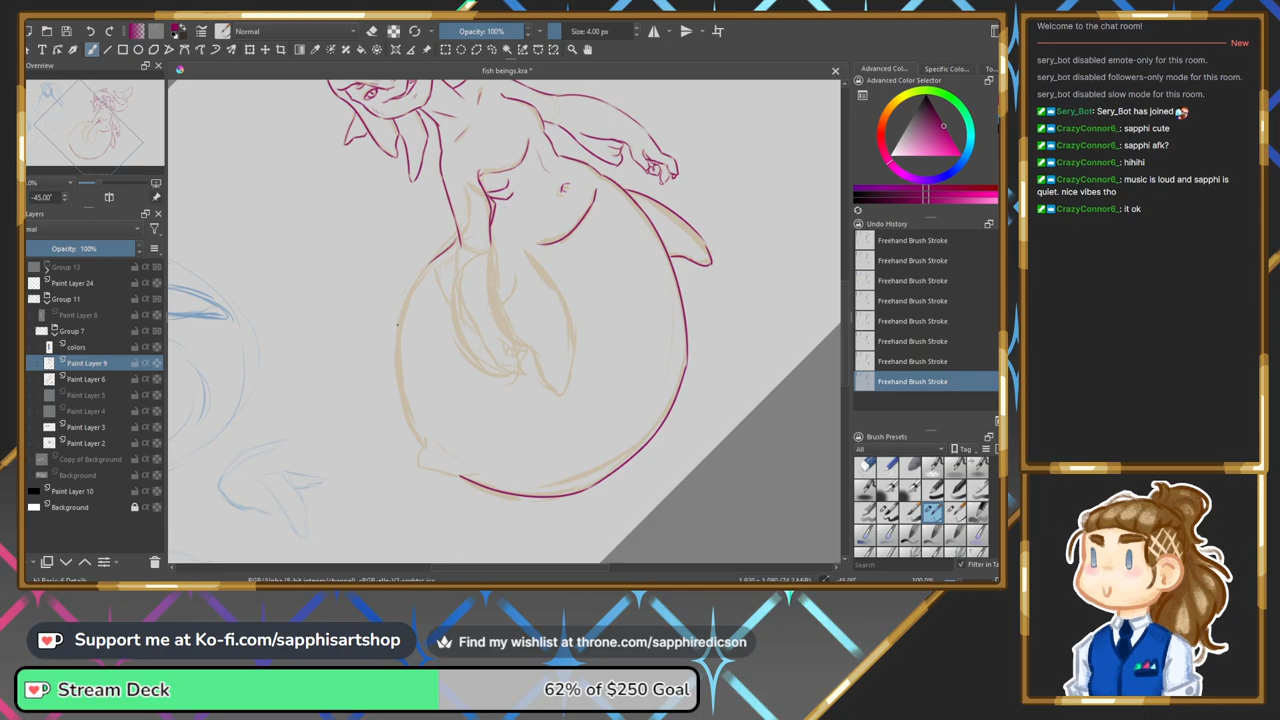 Normal
Opacity: 100%
Size: 4.00 px
Overview
fish beings.kra *
Advanced Col...
Specific Colo...
To...
Advanced Color Selector
-45.00°
Layers
Opacity: 100%
Group 13
Paint Layer 24
Group 11
Paint Layer 8
Group 7
colors
Paint Layer 9
Paint Layer 6
Paint Layer 5
Paint Layer 4
Paint Layer 3
Paint Layer 2
Copy of Background
Background
Paint Layer 10
Background
Undo History
Freehand Brush Stroke
Freehand Brush Stroke
Freehand Brush Stroke
Freehand Brush Stroke
Freehand Brush Stroke
Freehand Brush Stroke
Freehand Brush Stroke
Freehand Brush Stroke
Brush Presets
All
Tag
Search
Filter in Ta
Welcome to the chat room!
New
sery_bot disabled emote-only for this room.
sery_bot disabled followers-only mode for this room.
sery_bot disabled slow mode for this room.
Sery_Bot: Sery_Bot has joined
CrazyConnor6_: sapphi cute
CrazyConnor6_: sapphi afk?
CrazyConnor6_: hihihi
CrazyConnor6_: music is loud and sapphi is
quiet. nice vibes tho
CrazyConnor6_: it ok
Support me at Ko-fi.com/sapphisartshop
Find my wishlist at throne.com/sapphiredicson
Stream Deck
62% of $250 Goal